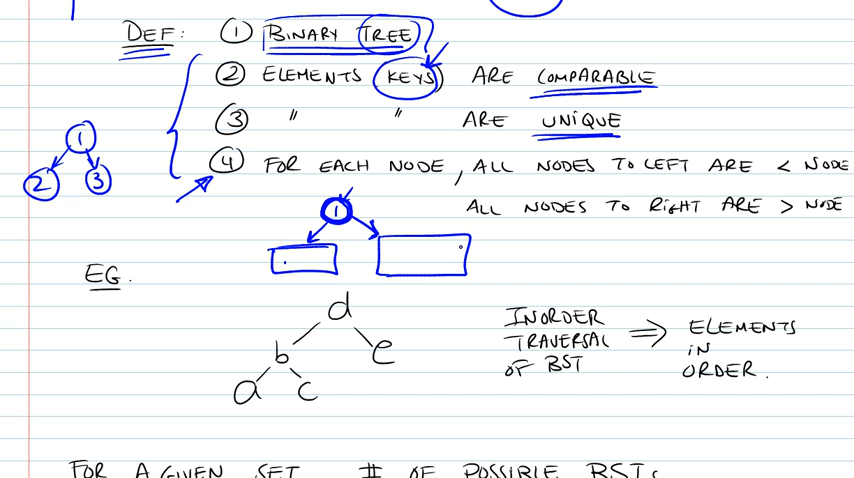 DEF: ① BINARY TREE
② ELEMENTS (KEYS) ARE COMPARABLE
③ " " ARE UNIQUE
④ FOR EACH NODE, ALL NODES TO LEFT ARE < NODE
ALL NODES TO RIGHT ARE > NODE
1
2 3
1
EG.
d
b e
a c
INORDER TRAVERSAL OF BST ⇒ ELEMENTS IN ORDER.
FOR A GIVEN SET # OF POSSIBLE BSTs